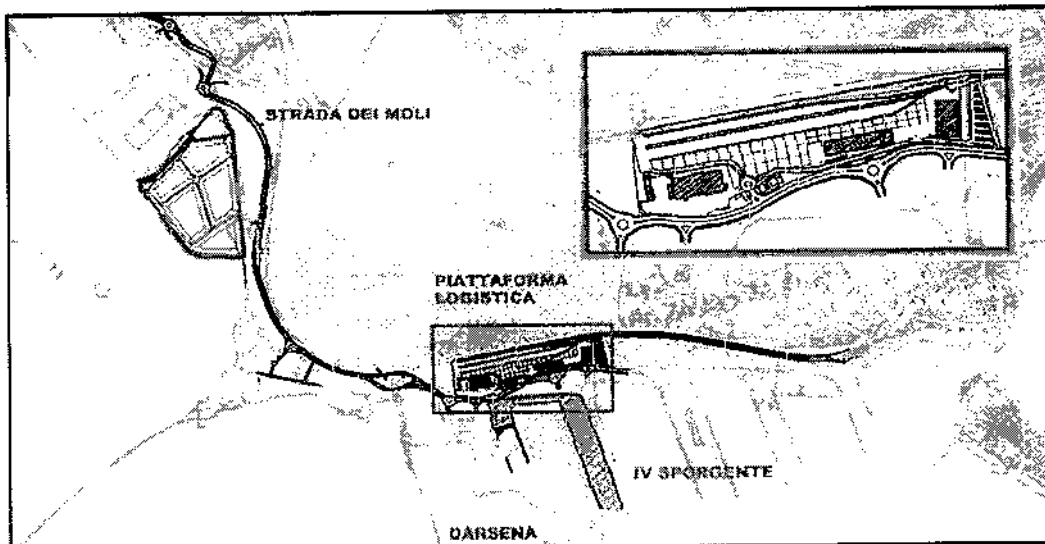 STRADA DEI MOLI
PIATTAFORMA
LOGISTICA
IV SPORGENTE
DARSENA